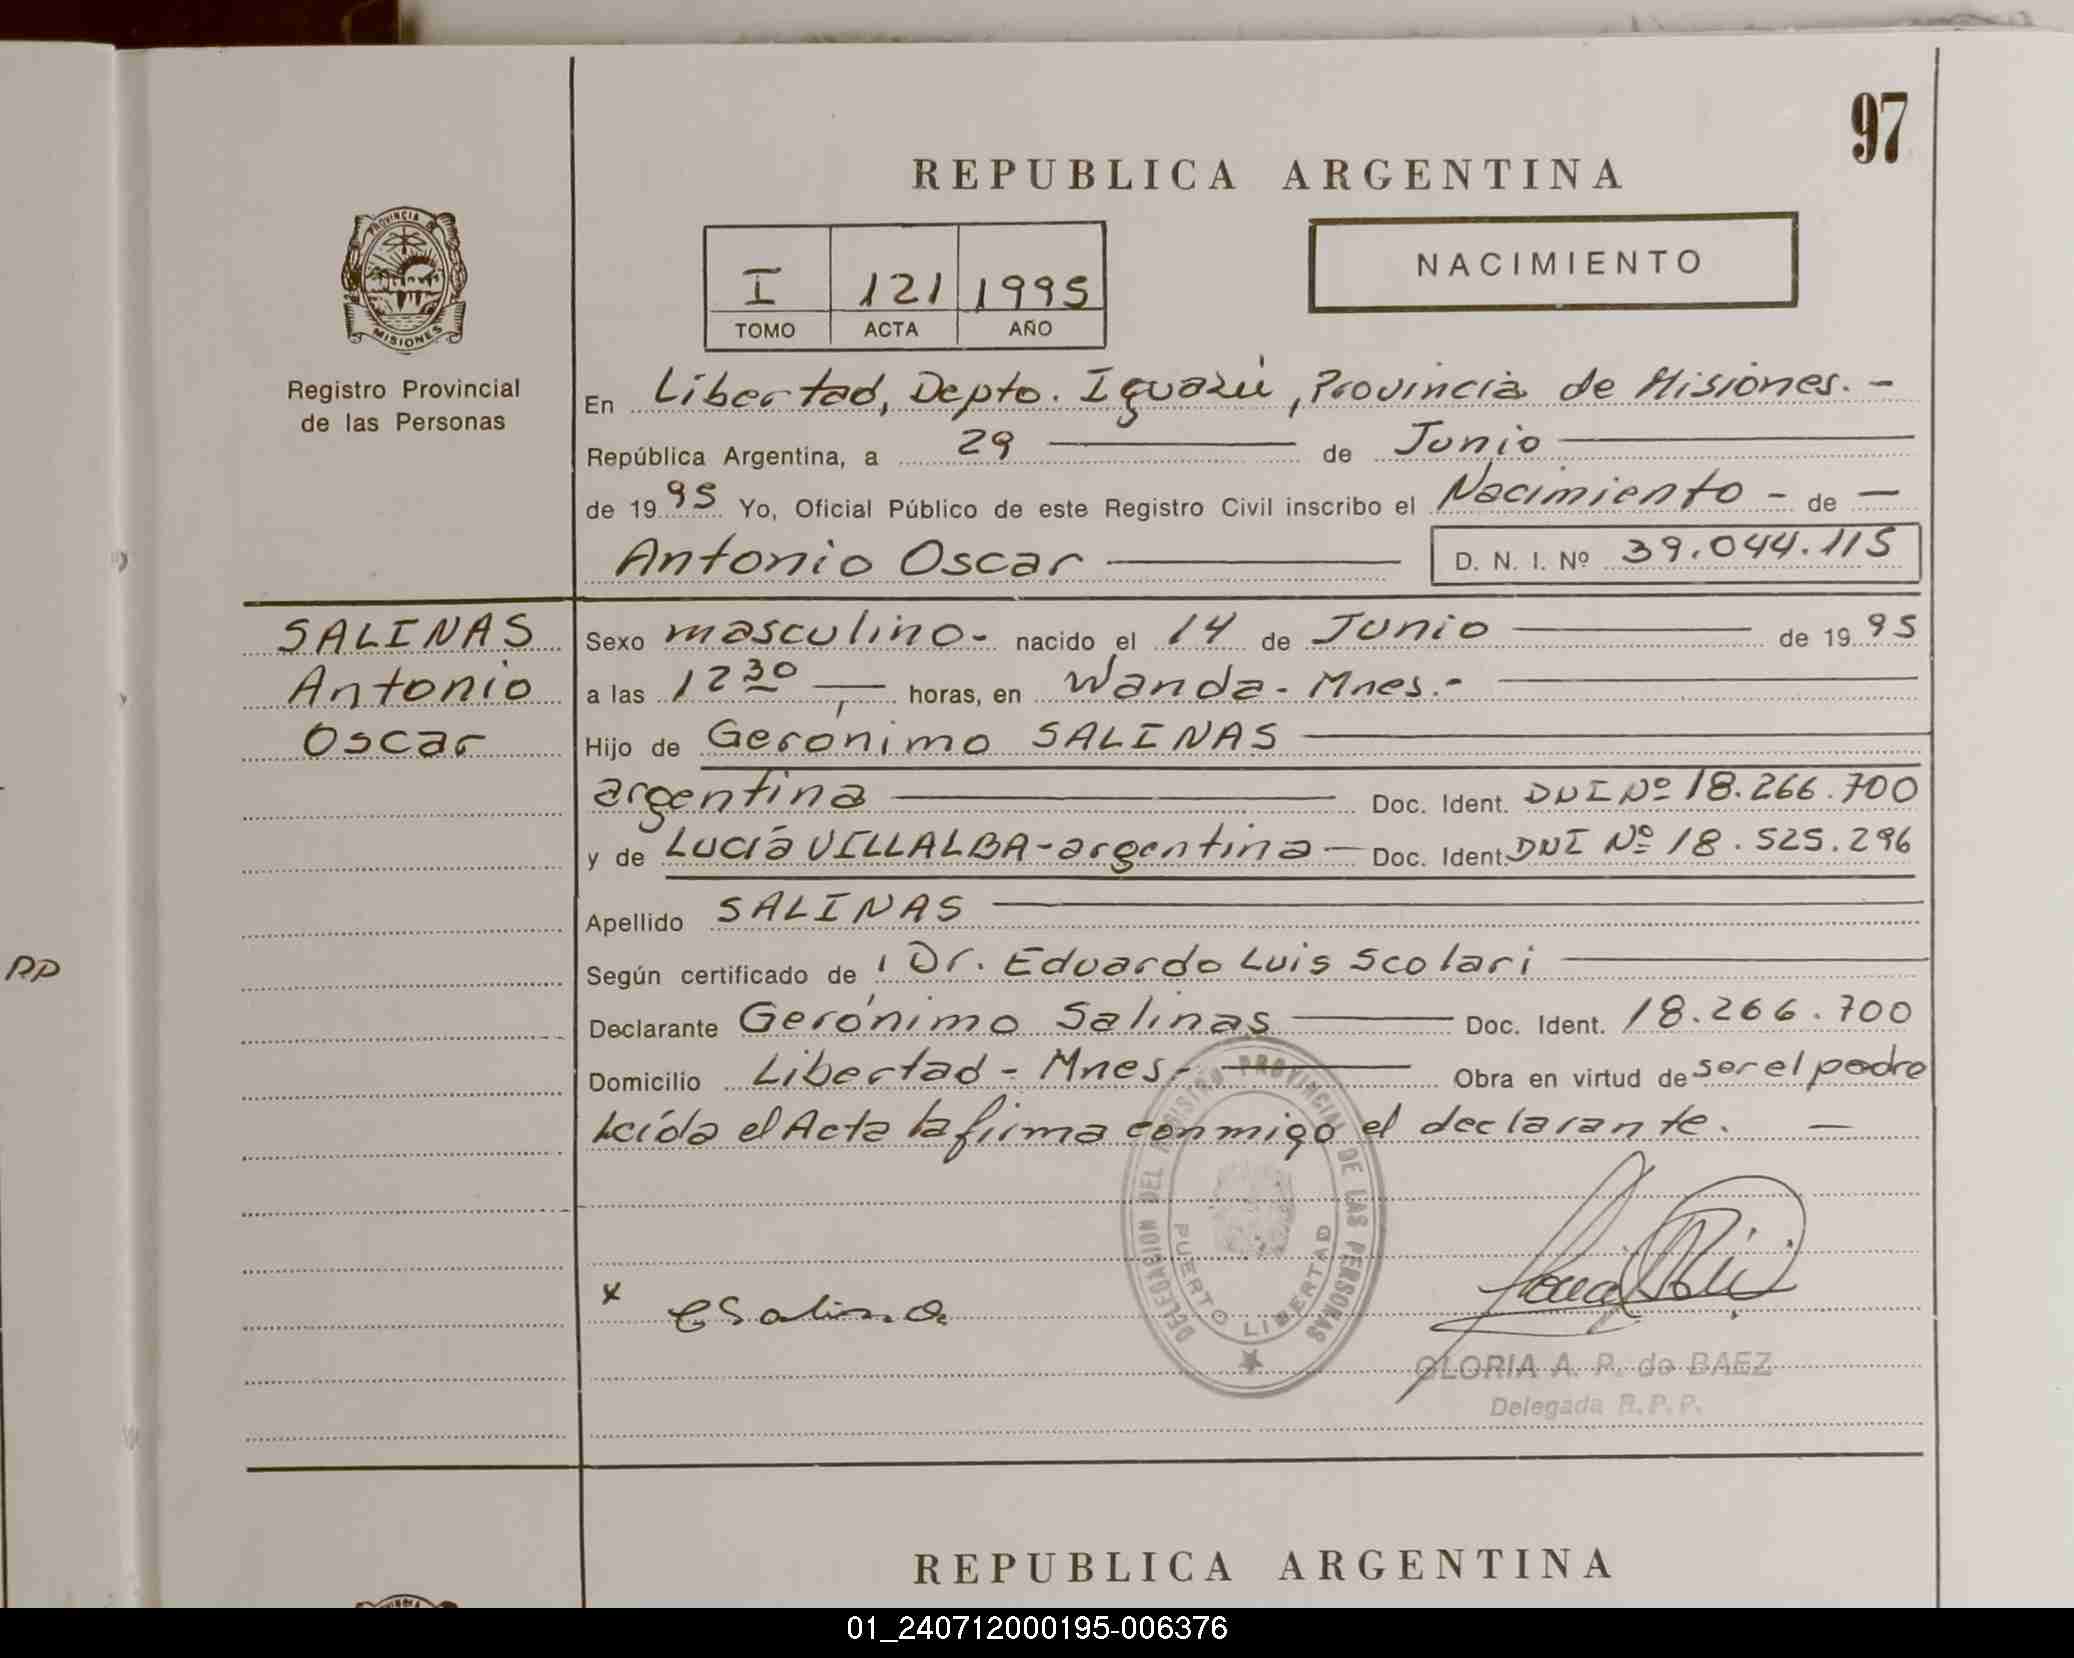 97
REPUBLICA ARGENTINA
PROVINCIA
MISIONES
Registro Provincial
de las Personas
I 121 1995
TOMO ACTA AÑO
NACIMIENTO
En Libertad, Depto. Iguazú, Provincia de Misiones.-
República Argentina, a 29 de Junio
de 1995 Yo, Oficial Público de este Registro Civil inscribo el Nacimiento - de -
Antonio Oscar D. N. I. Nº 39.044.115
SALINAS
Antonio
Oscar
Sexo masculino- nacido el 14 de Junio de 1995
a las 12 30 horas, en Wanda - Mnes.-
Hijo de Gerónimo SALINAS
argentina Doc. Ident. DNI Nº 18.266.700
y de Lucía VILLALBA - argentina - Doc. Ident. DNI Nº 18.525.296
Apellido SALINAS
Según certificado de Dr. Eduardo Luis Scolari
Declarante Gerónimo Salinas Doc. Ident. 18.266.700
Domicilio Libertad - Mnes.- Obra en virtud de ser el padre
Leída el Acta la firma conmigo el declarante. -
DELEGACION DEL REGISTRO PROVINCIAL DE LAS PERSONAS
PUERTO LIBERTAD
x
GLORIA A. R. de BAEZ
Delegada R.P.P.
REPUBLICA ARGENTINA
01_240712000195-006376